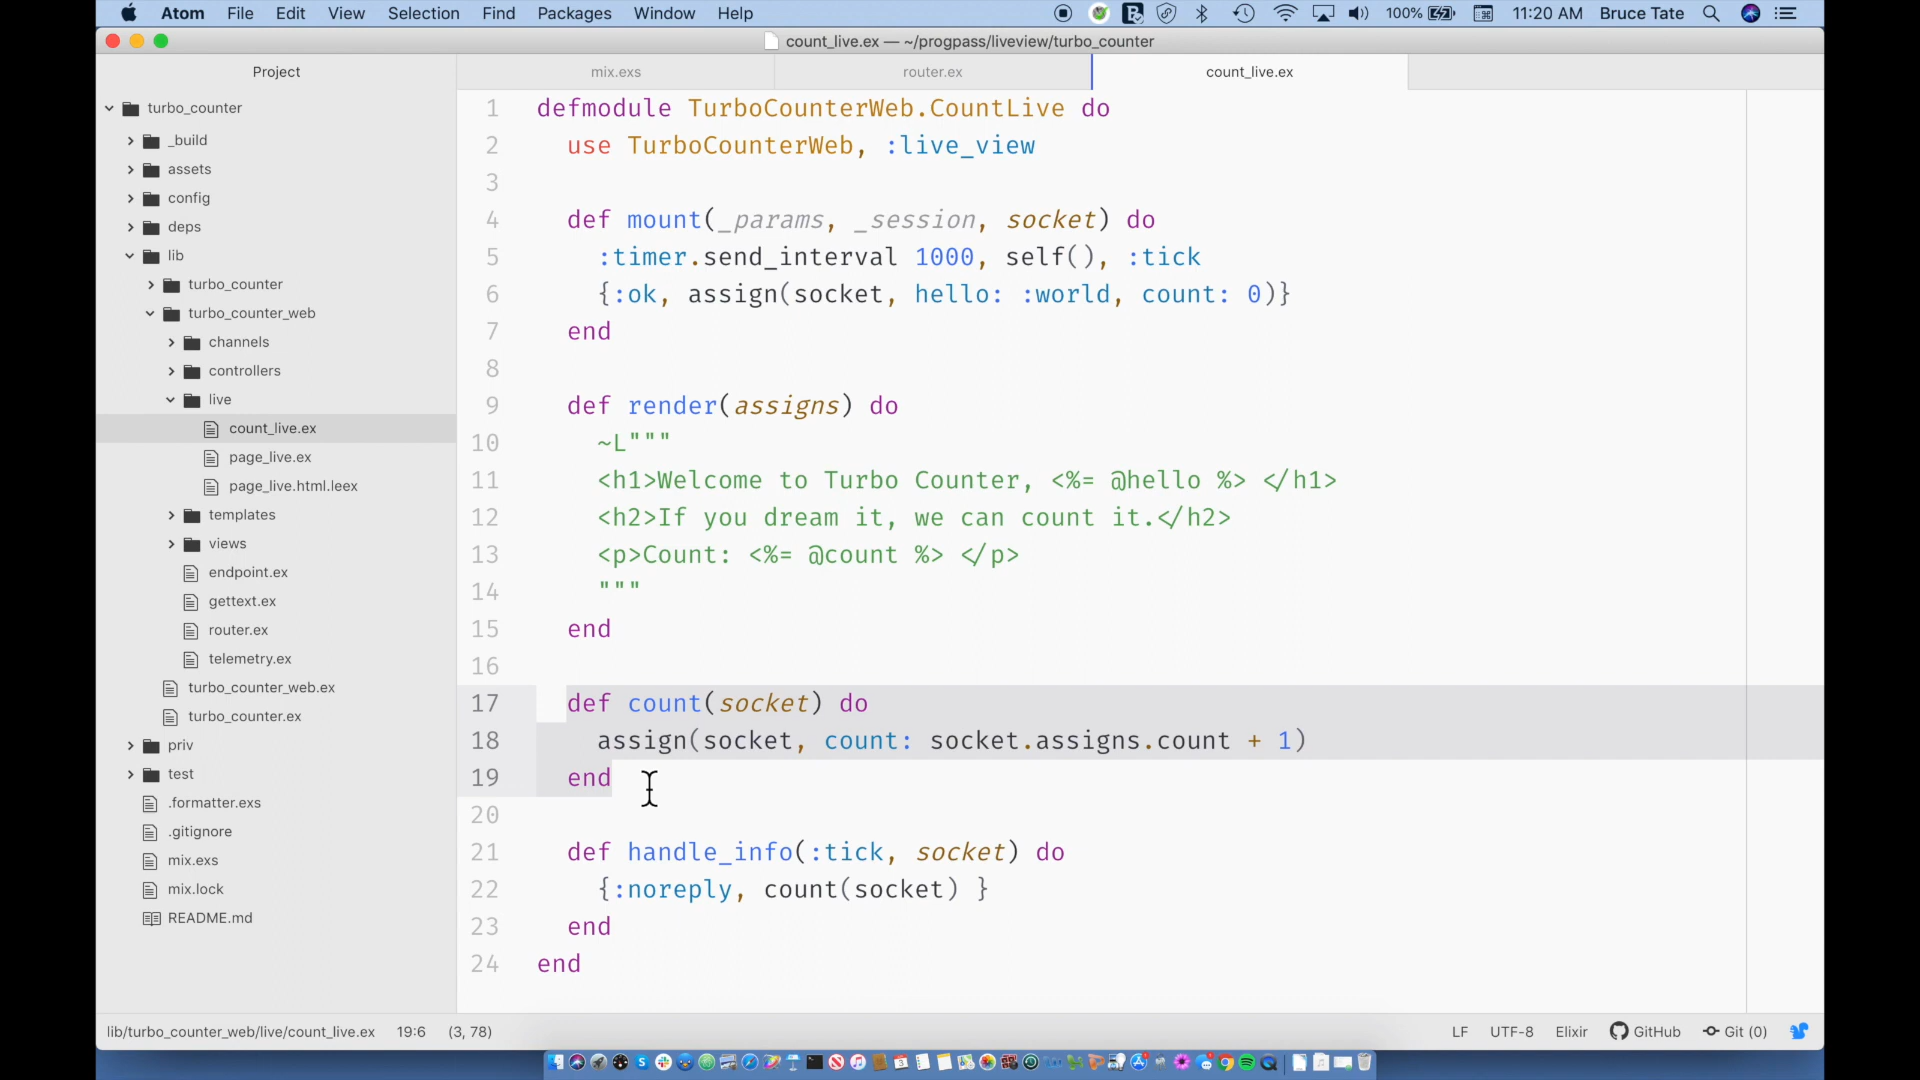 Atom File Edit View Selection Find Packages Window Help 100% 11:20 AM Bruce Tate
count_live.ex — ~/progpass/liveview/turbo_counter
Project
mix.exs
router.ex
count_live.ex
turbo_counter
_build
assets
config
deps
lib
turbo_counter
turbo_counter_web
channels
controllers
live
count_live.ex
page_live.ex
page_live.html.leex
templates
views
endpoint.ex
gettext.ex
router.ex
telemetry.ex
turbo_counter_web.ex
turbo_counter.ex
priv
test
.formatter.exs
.gitignore
mix.exs
mix.lock
README.md
1 defmodule TurboCounterWeb.CountLive do
2 use TurboCounterWeb, :live_view
3
4 def mount(_params, _session, socket) do
5 :timer.send_interval 1000, self(), :tick
6 {:ok, assign(socket, hello: :world, count: 0)}
7 end
8
9 def render(assigns) do
10 ~L"""
11 <h1>Welcome to Turbo Counter, <%= @hello %> </h1>
12 <h2>If you dream it, we can count it.</h2>
13 <p>Count: <%= @count %> </p>
14 """
15 end
16
17 def count(socket) do
18 assign(socket, count: socket.assigns.count + 1)
19 end
20
21 def handle_info(:tick, socket) do
22 {:noreply, count(socket) }
23 end
24 end
lib/turbo_counter_web/live/count_live.ex 19:6 (3, 78) LF UTF-8 Elixir GitHub Git (0)